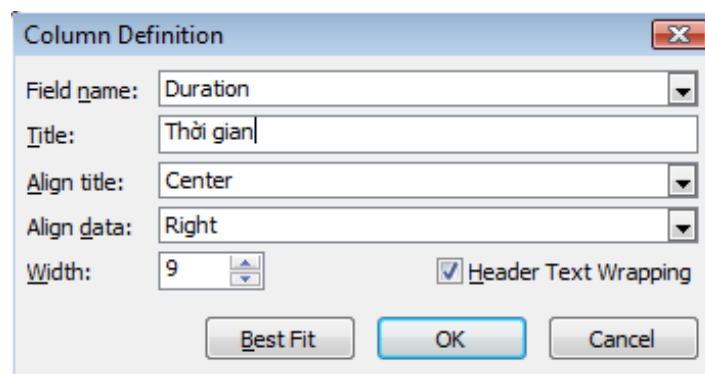 Column Definition
Field name: Duration
Title: Thời gian
Align title: Center
Align data: Right
Width: 9 Header Text Wrapping
Best Fit OK Cancel